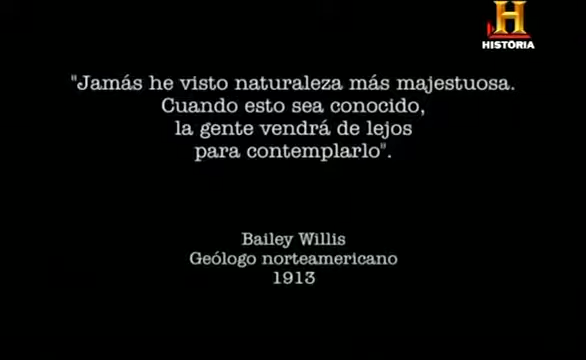 H
HISTORIA
"Jamás he visto naturaleza más majestuosa.
Cuando esto sea conocido,
la gente vendrá de lejos
para contemplarlo".
Bailey Willis
Geólogo norteamericano
1913